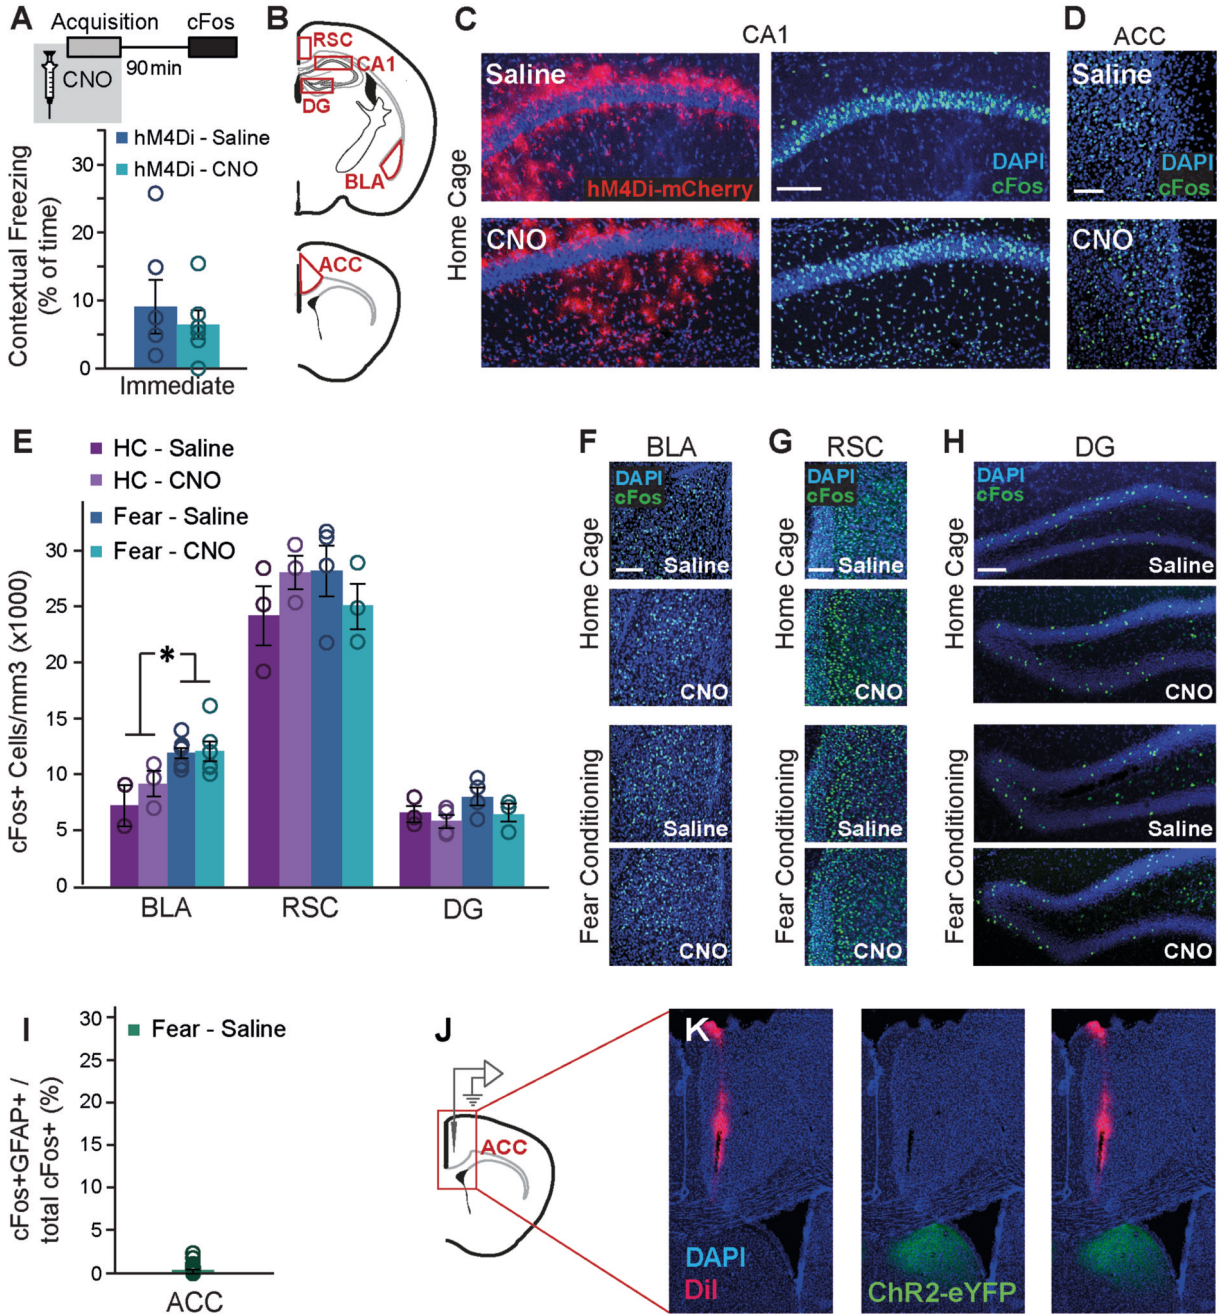 A
Acquisition
cFos
CNO
90 min
hM4Di - Saline
hM4Di - CNO
Contextual Freezing
(% of time)
30
20
10
0
Immediate
B
RSC
CA1
DG
BLA
ACC
C
CA1
Home Cage
Saline
hM4Di-mCherry
DAPI
cFos
CNO
D
ACC
Saline
DAPI
cFos
CNO
E
HC - Saline
HC - CNO
Fear - Saline
Fear - CNO
cFos+ Cells/mm3 (x1000)
30
25
20
15
10
5
0
*
BLA
RSC
DG
F
BLA
Home Cage
DAPI
cFos
Saline
CNO
Fear Conditioning
Saline
CNO
G
RSC
Home Cage
DAPI
cFos
Saline
CNO
Fear Conditioning
Saline
CNO
H
DG
Home Cage
DAPI
cFos
Saline
CNO
Fear Conditioning
Saline
CNO
I
Fear - Saline
cFos+GFAP+ /
total cFos+ (%)
30
25
20
15
10
5
0
ACC
J
ACC
K
DAPI
DiI
ChR2-eYFP